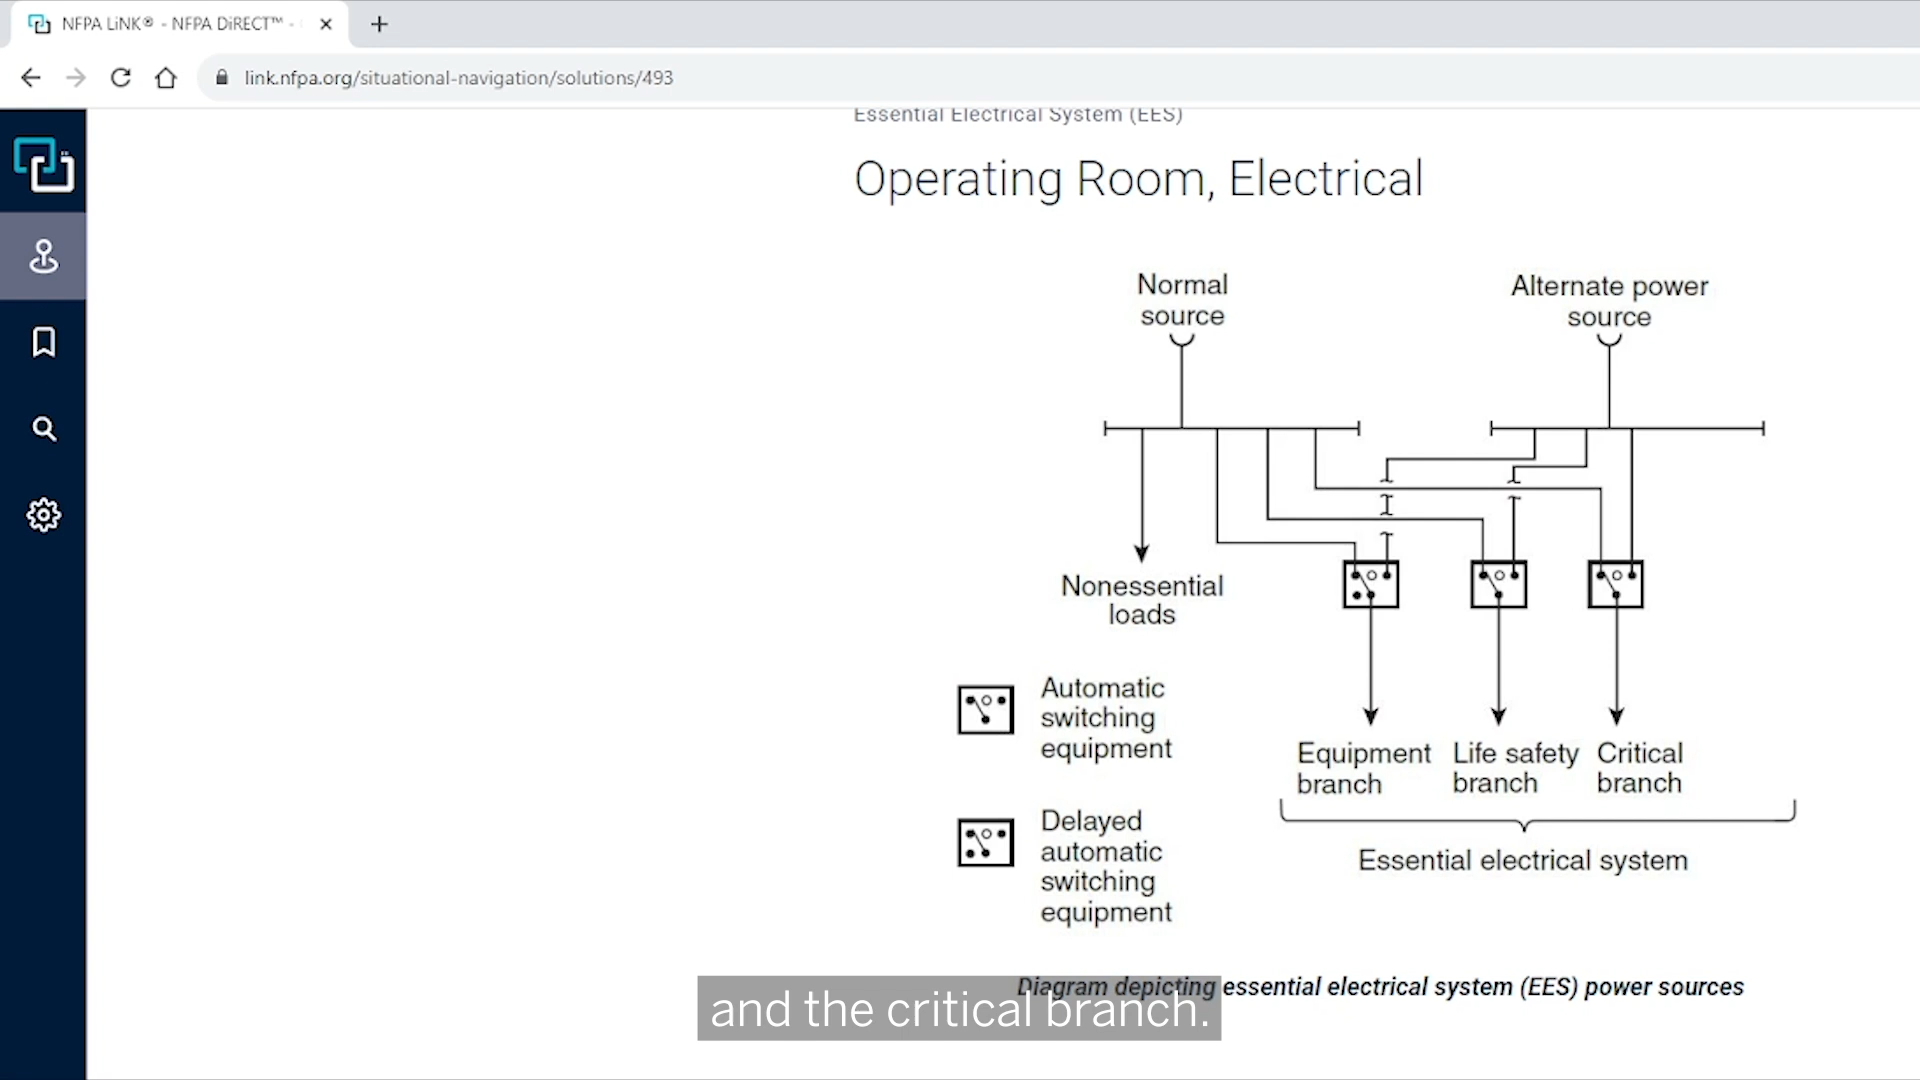 NFPA LiNK® - NFPA DiRECT™ -
link.nfpa.org/situational-navigation/solutions/493
Essential Electrical System (EES)
Operating Room, Electrical
Normal
source
Alternate power
source
Nonessential
loads
Automatic
switching
equipment
Equipment
branch
Life safety
branch
Critical
branch
Delayed
automatic
switching
equipment
Essential electrical system
Diagram depicting essential electrical system (EES) power sources
and the critical branch.